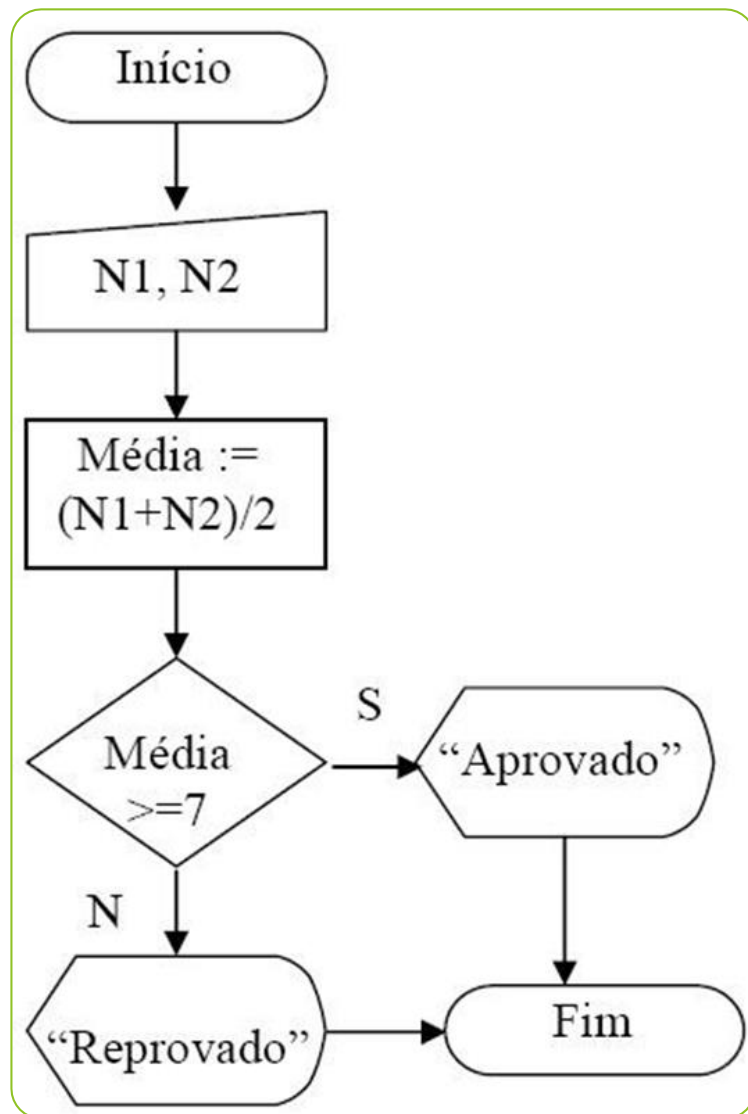 Início
N1, N2
Média :=
(N1+N2)/2
Média
>=7
S
“Aprovado”
N
“Reprovado”
Fim